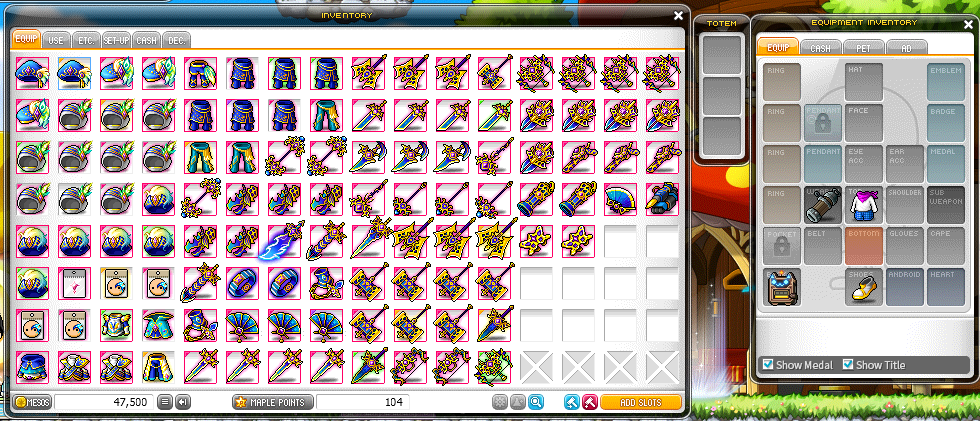 INVENTORY
EQUIP USE ETC. SET-UP CASH DEC.
MESOS 47,500 MAPLE POINTS 104 ADD SLOTS
TOTEM
EQUIPMENT INVENTORY
EQUIP CASH PET AD
RING HAT EMBLEM
RING PENDANT FACE BADGE
RING PENDANT EYE ACC EAR ACC MEDAL
RING SHOULDER SUB WEAPON
POCKET BELT BOTTOM GLOVES CAPE
SHOES ANDROID HEART
Show Medal Show Title